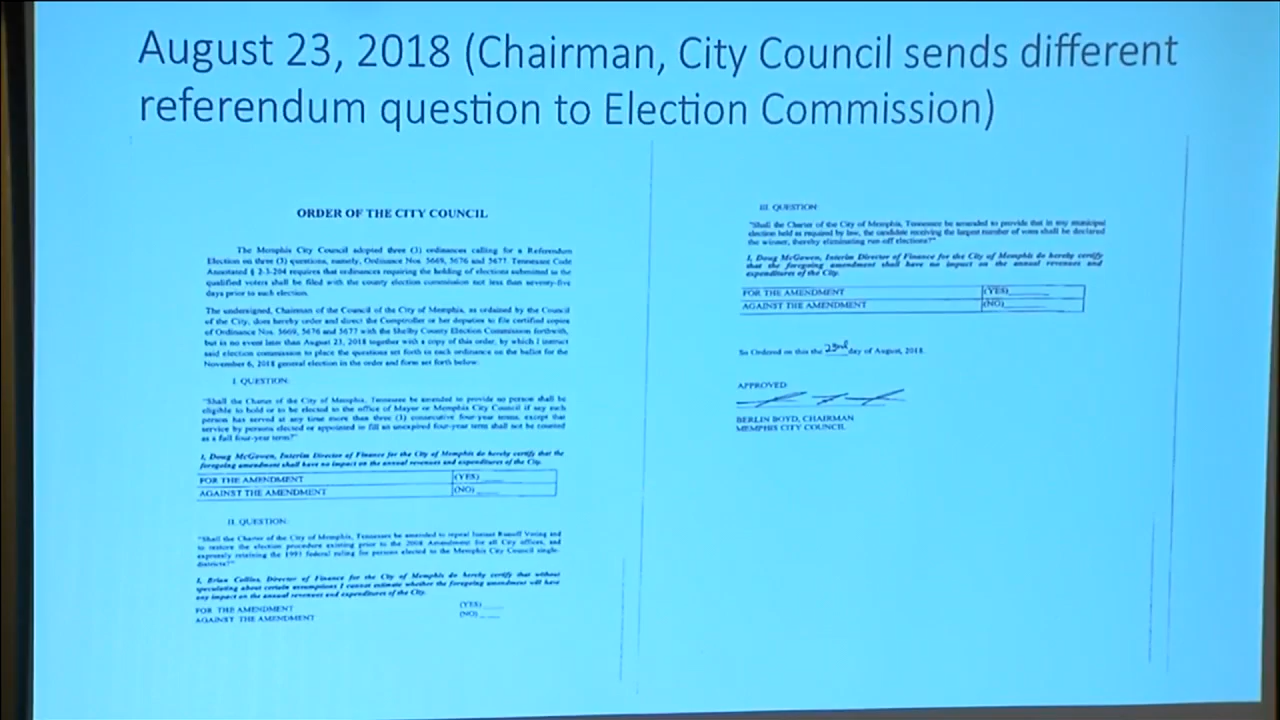 August 23, 2018 (Chairman, City Council sends different
referendum question to Election Commission)
ORDER OF THE CITY COUNCIL
The Memphis City Council adopted three (3) ordinances calling for a Referendum
Election on three (3) questions, namely, Ordinance Nos. 5669, 5676 and 5677. Tennessee Code
Annotated § 2-3-204 requires that ordinances requiring the holding of elections submitted to the
qualified voters shall be filed with the county election commission not less than seventy-five
days prior to such election.
The undersigned, Chairman of the Council of the City of Memphis, as ordained by the Council
of the City, does hereby order and direct the Comptroller or her deputies to file certified copies
of Ordinance Nos. 5669, 5676 and 5677 with the Shelby County Election Commission forthwith,
but in no event later than August 23, 2018 together with a copy of this order, by which I instruct
said election commission to place the questions set forth in each ordinance on the ballot for the
November 6, 2018 general election in the order and form set forth below:
I. QUESTION:
"Shall the Charter of the City of Memphis, Tennessee be amended to provide no person shall be
eligible to hold or to be elected to the office of Mayor or Memphis City Council if any such
person has served at any time more than three (3) consecutive four-year terms, except that
service by persons elected or appointed to fill an unexpired four-year term shall not be counted
as a full four-year term?"
I, Doug McGowen, Interim Director of Finance for the City of Memphis do hereby certify that the
foregoing amendment shall have no impact on the annual revenues and expenditures of the City.
FOR THE AMENDMENT (YES)
AGAINST THE AMENDMENT (NO)
II. QUESTION:
"Shall the Charter of the City of Memphis, Tennessee be amended to repeal Instant Runoff Voting and
to restore the election procedure existing prior to the 2008 Amendment for all City offices, and
expressly retaining the 1991 federal ruling for persons elected to the Memphis City Council single-
districts?"
I, Brian Collins, Director of Finance for the City of Memphis do hereby certify that without
speculating about certain assumptions I cannot estimate whether the foregoing amendment will have
any impact on the annual revenues and expenditures of the City.
FOR THE AMENDMENT (YES)
AGAINST THE AMENDMENT (NO)
III. QUESTION:
"Shall the Charter of the City of Memphis, Tennessee be amended to provide that in any municipal
election held as required by law, the candidate receiving the largest number of votes shall be declared
the winner, thereby eliminating run-off elections?"
I, Doug McGowen, Interim Director of Finance for the City of Memphis do hereby certify
that the foregoing amendment shall have no impact on the annual revenues and
expenditures of the City.
FOR THE AMENDMENT (YES)
AGAINST THE AMENDMENT (NO)
So Ordered on this the 23rd day of August, 2018.
APPROVED:
BERLIN BOYD, CHAIRMAN
MEMPHIS CITY COUNCIL